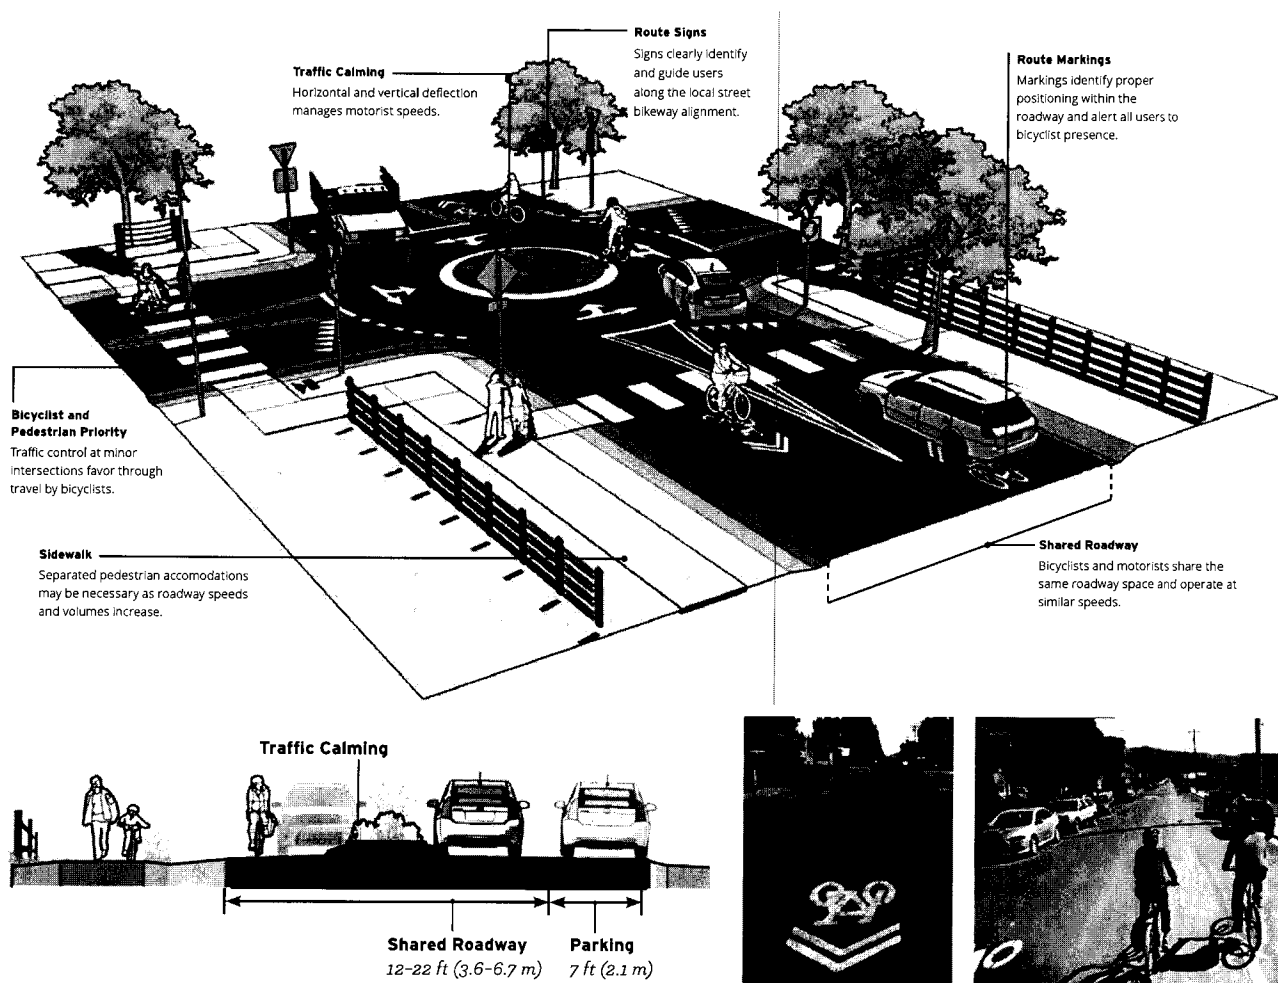 Route Signs
Signs clearly identify
and guide users
along the local street
bikeway alignment.
Traffic Calming
Horizontal and vertical deflection
manages motorist speeds.
Route Markings
Markings identify proper
positioning within the
roadway and alert all users to
bicyclist presence.
Bicyclist and
Pedestrian Priority
Traffic control at minor
intersections favor through
travel by bicyclists.
Sidewalk
Separated pedestrian accomodations
may be necessary as roadway speeds
and volumes increase.
Shared Roadway
Bicyclists and motorists share the
same roadway space and operate at
similar speeds.
Traffic Calming
Shared Roadway
12–22 ft (3.6–6.7 m)
Parking
7 ft (2.1 m)